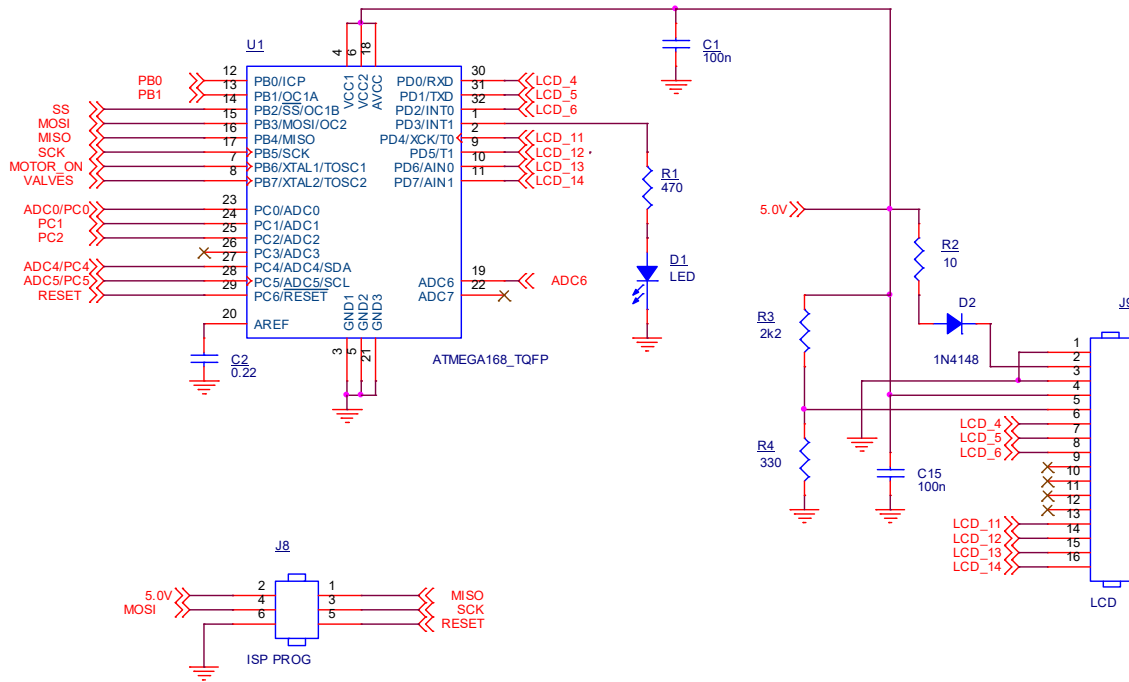 U1
4
6
18
VCC1
VCC2
AVCC
C1
100n
PB0
12
PB0/ICP
PB1
13
PB1/OC1A
SS
14
PB2/SS/OC1B
MOSI
15
PB3/MOSI/OC2
MISO
16
PB4/MISO
SCK
17
PB5/SCK
MOTOR_ON
7
PB6/XTAL1/TOSC1
VALVES
8
PB7/XTAL2/TOSC2
ADC0/PC0
23
PC0/ADC0
PC1
24
PC1/ADC1
PC2
25
PC2/ADC2
26
PC3/ADC3
ADC4/PC4
27
PC4/ADC4/SDA
ADC5/PC5
28
PC5/ADC5/SCL
RESET
29
PC6/RESET
20
AREF
PD0/RXD
30
LCD_4
PD1/TXD
31
LCD_5
PD2/INT0
32
LCD_6
PD3/INT1
1
PD4/XCK/T0
2
LCD_11
PD5/T1
9
LCD_12
PD6/AIN0
10
LCD_13
PD7/AIN1
11
LCD_14
ADC6
19
ADC6
ADC7
22
GND1
GND2
GND3
3
5
21
ATMEGA168_TQFP
C2
0.22
R1
470
D1
LED
5.0V
R2
10
D2
1N4148
R3
2k2
R4
330
C15
100n
J9
1
2
3
4
5
6
LCD_4
7
LCD_5
8
LCD_6
9
10
11
12
13
LCD_11
14
LCD_12
15
LCD_13
16
LCD_14
LCD
J8
5.0V
2
1
MISO
MOSI
4
3
SCK
6
5
RESET
ISP PROG